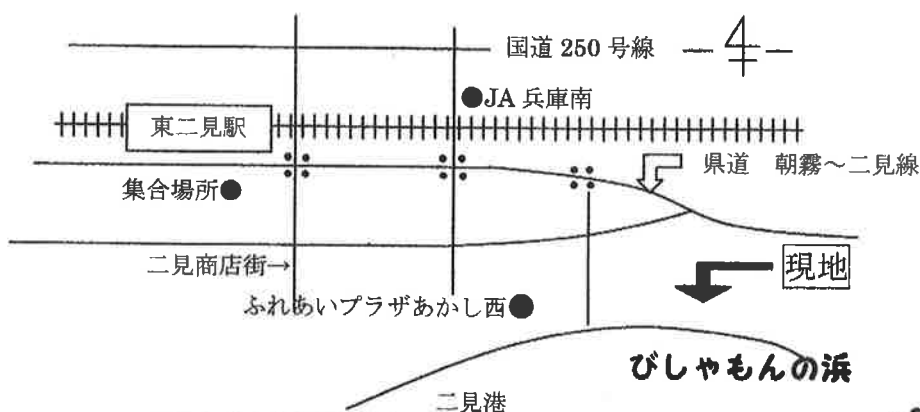 国道 250 号線
●JA 兵庫南
東二見駅
県道 朝霧～二見線
集合場所●
二見商店街→
現地
ふれあいプラザあかし西●
びしゃもんの浜
二見港